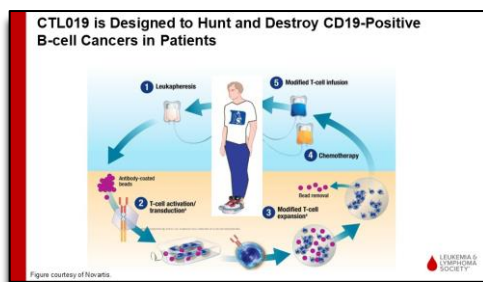 CTL019 is Designed to Hunt and Destroy CD19-Positive
B-cell Cancers in Patients
1 Leukapheresis
5 Modified T-cell infusion
4 Chemotherapy
Antibody-coated
beads
2 T-cell activation/
transduction¹
Bead removal
3 Modified T-cell
expansion¹
Figure courtesy of Novartis.
LEUKEMIA &
LYMPHOMA
SOCIETY